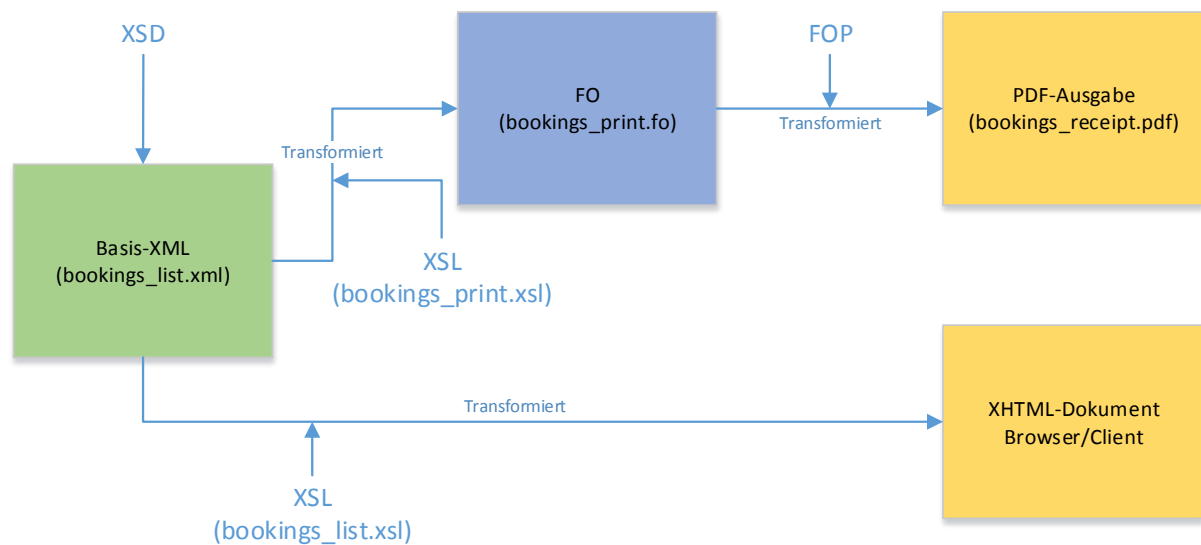 XSD
FOP
FO
(bookings_print.fo)
PDF-Ausgabe
(bookings_receipt.pdf)
Transformiert
Transformiert
Basis-XML
(bookings_list.xml)
XSL
(bookings_print.xsl)
Transformiert
XHTML-Dokument
Browser/Client
XSL
(bookings_list.xsl)